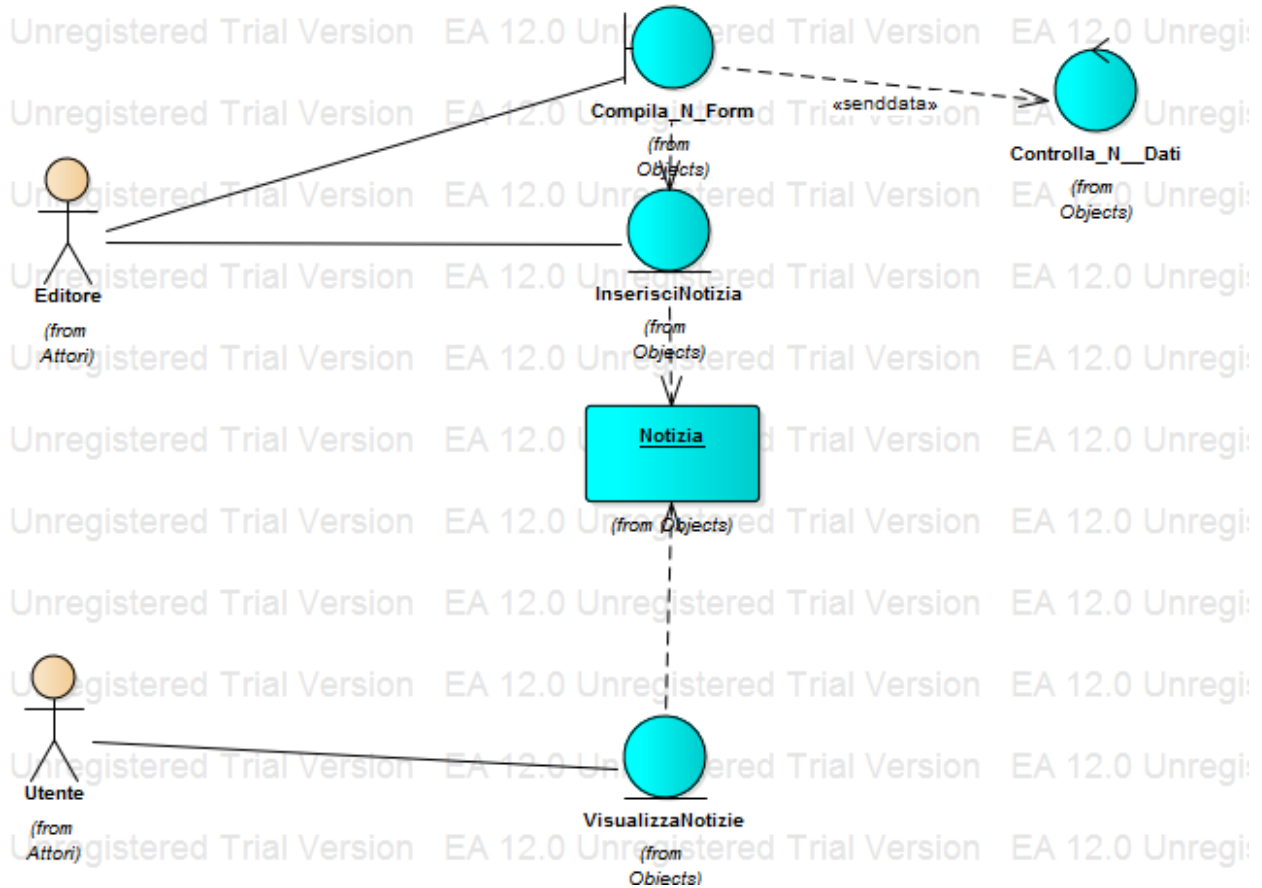 Unregistered Trial Version EA 12.0 Unregistered Trial Version EA 12.0
Compila_N_Form
(from
Objects)
«senddata»
Controlla_N__Dati
(from
Objects)
Editore
(from
Attori)
InserisciNotizia
(from
Objects)
Notizia
(from Objects)
Utente
(from
Attori)
VisualizzaNotizie
(from
Objects)